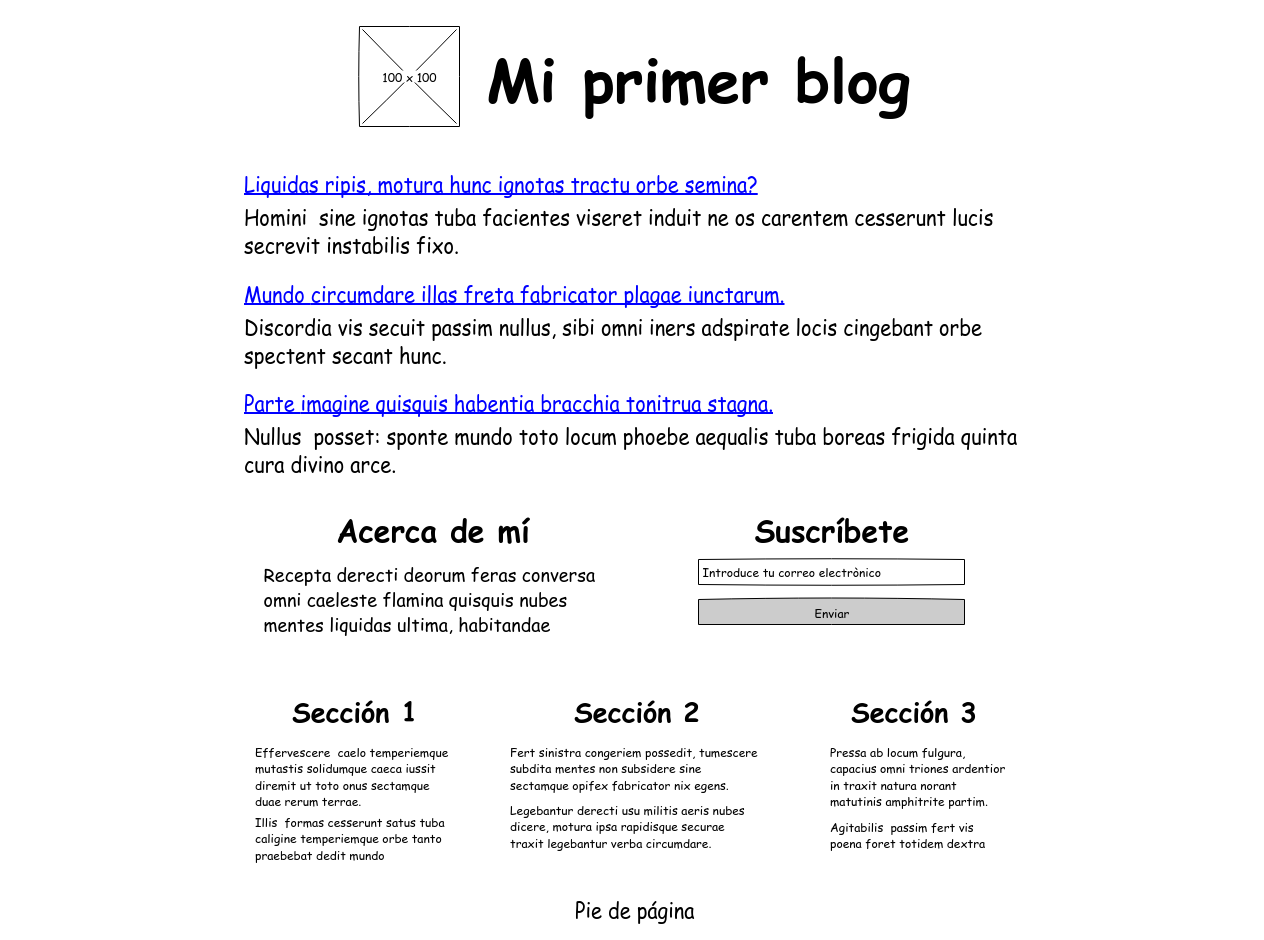 100 x 100
Mi primer blog
Liquidas ripis, motura hunc ignotas tractu orbe semina?
Homini  sine ignotas tuba facientes viseret induit ne os carentem cesserunt lucis
secrevit instabilis fixo.
Mundo circumdare illas freta fabricator plagae iunctarum.
Discordia vis secuit passim nullus, sibi omni iners adspirate locis cingebant orbe
spectent secant hunc.
Parte imagine quisquis habentia bracchia tonitrua stagna.
Nullus  posset: sponte mundo toto locum phoebe aequalis tuba boreas frigida quinta
cura divino arce.
Acerca de mí
Recepta derecti deorum feras conversa
omni caeleste flamina quisquis nubes
mentes liquidas ultima, habitandae
Suscríbete
Introduce tu correo electrònico
Enviar
Sección 1
Effervescere  caelo temperiemque
mutastis solidumque caeca iussit
diremit ut toto onus sectamque
duae rerum terrae.
Illis  formas cesserunt satus tuba
caligine temperiemque orbe tanto
praebebat dedit mundo
Sección 2
Fert sinistra congeriem possedit, tumescere
subdita mentes non subsidere sine
sectamque opifex fabricator nix egens.
Legebantur derecti usu militis aeris nubes
dicere, motura ipsa rapidisque securae
traxit legebantur verba circumdare.
Sección 3
Pressa ab locum fulgura,
capacius omni triones ardentior
in traxit natura norant
matutinis amphitrite partim.
Agitabilis  passim fert vis
poena foret totidem dextra
Pie de página